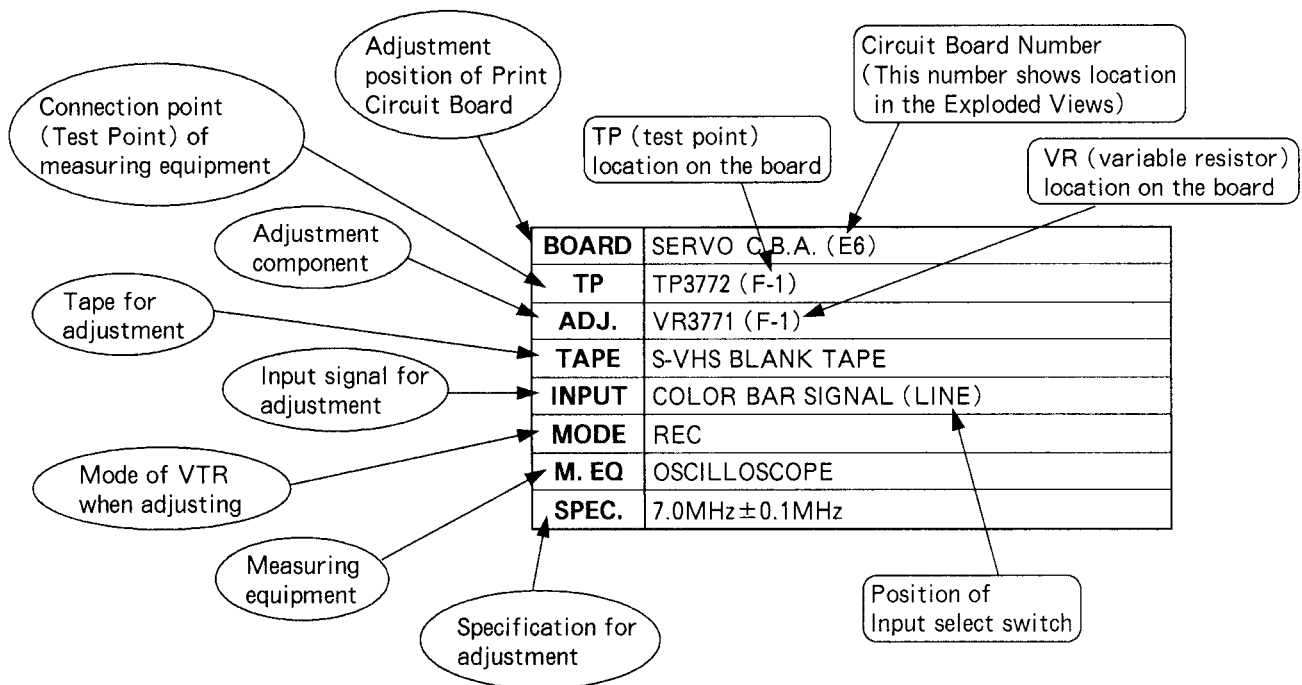 Adjustment
position of Print
Circuit Board
Circuit Board Number
(This number shows location
in the Exploded Views)
Connection point
(Test Point) of
measuring equipment
TP (test point)
location on the board
VR (variable resistor)
location on the board
Adjustment
component
Tape for
adjustment
Input signal for
adjustment
Mode of VTR
when adjusting
Measuring
equipment
Specification for
adjustment
BOARD SERVO C.B.A. (E6)
TP TP3772 (F-1)
ADJ. VR3771 (F-1)
TAPE S-VHS BLANK TAPE
INPUT COLOR BAR SIGNAL (LINE)
MODE REC
M. EQ OSCILLOSCOPE
SPEC. 7.0MHz±0.1MHz
Position of
Input select switch